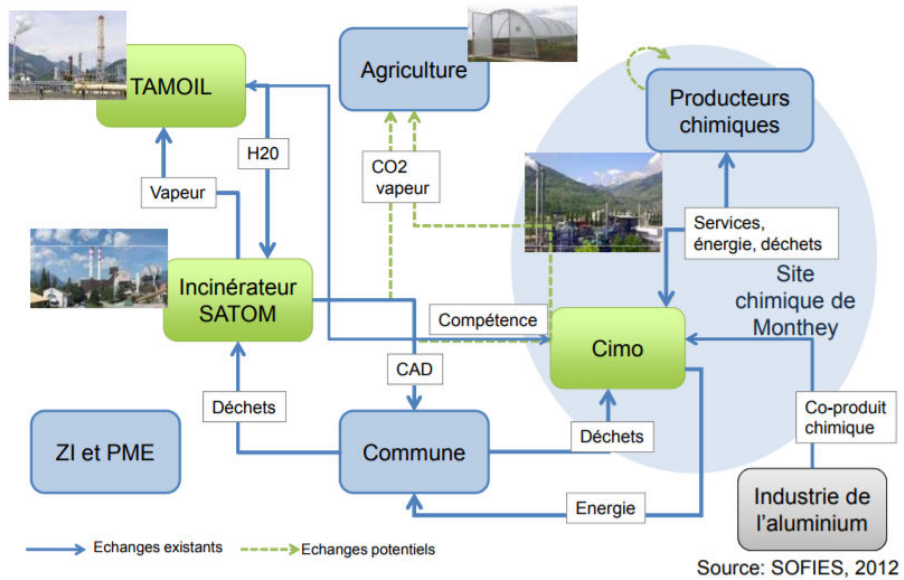 TAMOIL
Agriculture
Producteurs
chimiques
H20
CO2
vapeur
Vapeur
Services,
énergie, déchets
Incinérateur
SATOM
Site
chimique de
Monthey
Compétence
Cimo
CAD
Déchets
Co-produit
chimique
ZI et PME
Commune
Déchets
Energie
Industrie de
l'aluminium
Echanges existants
Echanges potentiels
Source: SOFIES, 2012